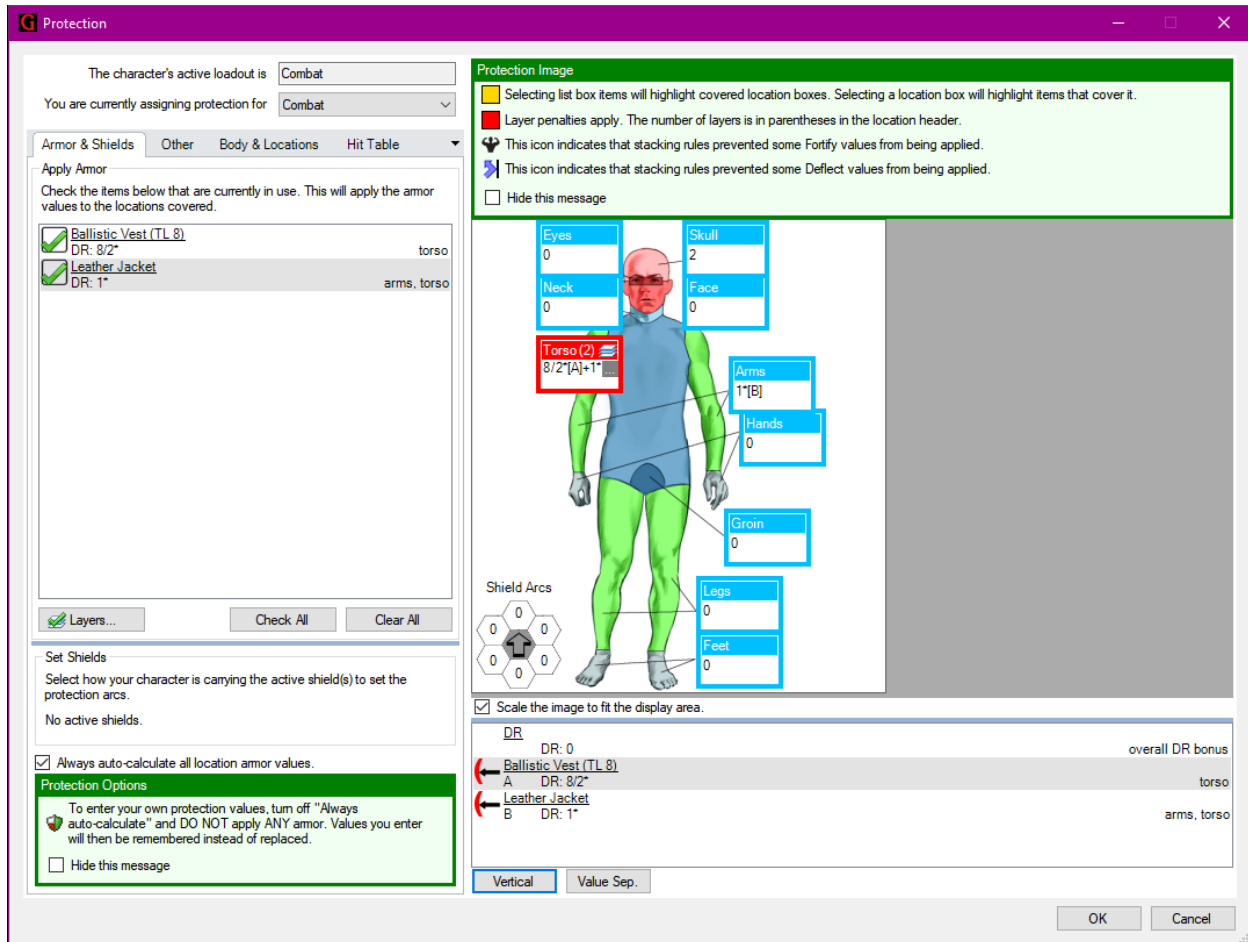 Protection
The character's active loadout is Combat
You are currently assigning protection for Combat
Armor & Shields Other Body & Locations Hit Table
Apply Armor
Check the items below that are currently in use. This will apply the armor
values to the locations covered.
Ballistic Vest (TL 8)
DR: 8/2* torso
Leather Jacket
DR: 1* arms, torso
Layers... Check All Clear All
Set Shields
Select how your character is carrying the active shield(s) to set the
protection arcs.
No active shields.
Always auto-calculate all location armor values.
Protection Options
To enter your own protection values, turn off "Always
auto-calculate" and DO NOT apply ANY armor. Values you enter
will then be remembered instead of replaced.
Hide this message
Protection Image
Selecting list box items will highlight covered location boxes. Selecting a location box will highlight items that cover it.
Layer penalties apply. The number of layers is in parentheses in the location header.
This icon indicates that stacking rules prevented some Fortify values from being applied.
This icon indicates that stacking rules prevented some Deflect values from being applied.
Hide this message
Eyes
0
Skull
2
Neck
0
Face
0
Torso (2)
8/2*[A]+1*...
Arms
1*[B]
Hands
0
Groin
0
Legs
0
Feet
0
Shield Arcs
0
0 0
0 0
0
Scale the image to fit the display area.
DR
DR: 0 overall DR bonus
Ballistic Vest (TL 8)
A DR: 8/2* torso
Leather Jacket
B DR: 1* arms, torso
Vertical Value Sep.
OK Cancel